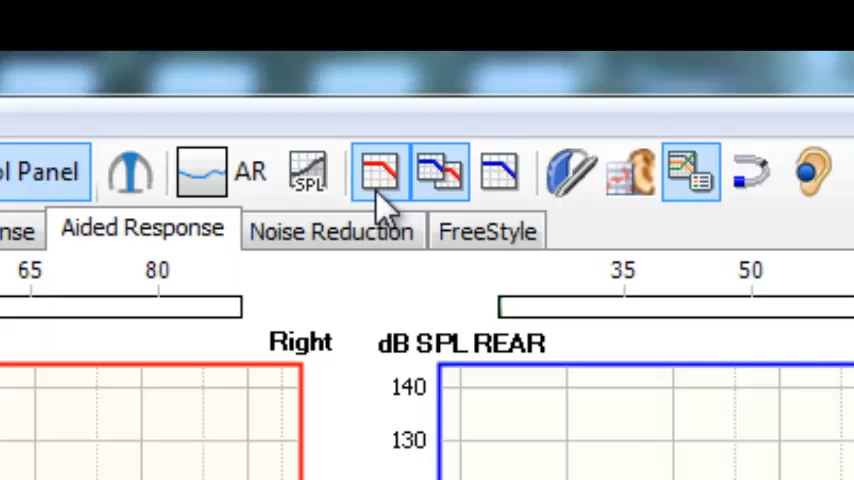 ol Panel AR SPL
nse Aided Response Noise Reduction FreeStyle
65 80 35 50
Right dB SPL REAR
140
130